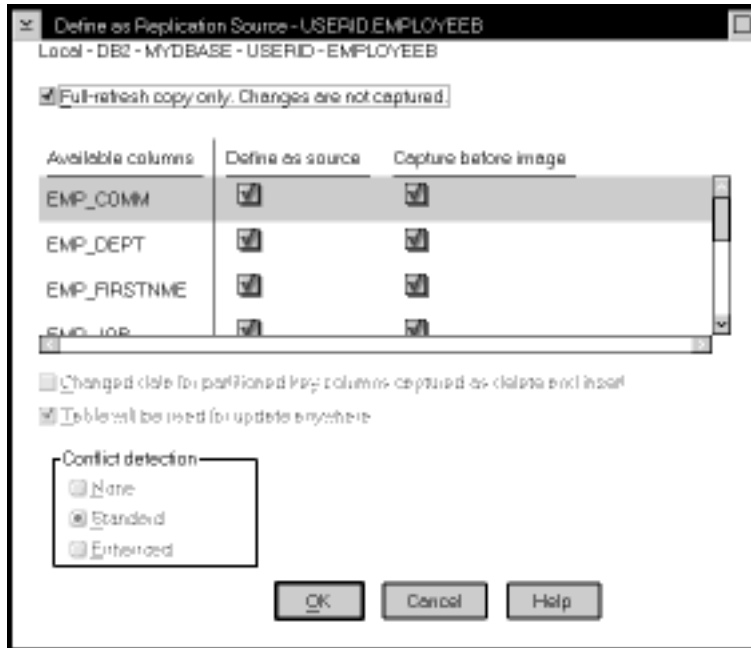 Define as Replication Source - USERID.EMPLOYEEB
Local - DB2 - MYDBASE - USERID - EMPLOYEEB
Full-refresh copy only. Changes are not captured.
Available columns Define as source Capture before image
EMP_COMM
EMP_DEPT
EMP_FIRSTNME
EMP_JOB
Changed data for partitioned key columns captured as delete and insert
Table will be used for update anywhere
Conflict detection
None
Standard
Enhanced
OK Cancel Help